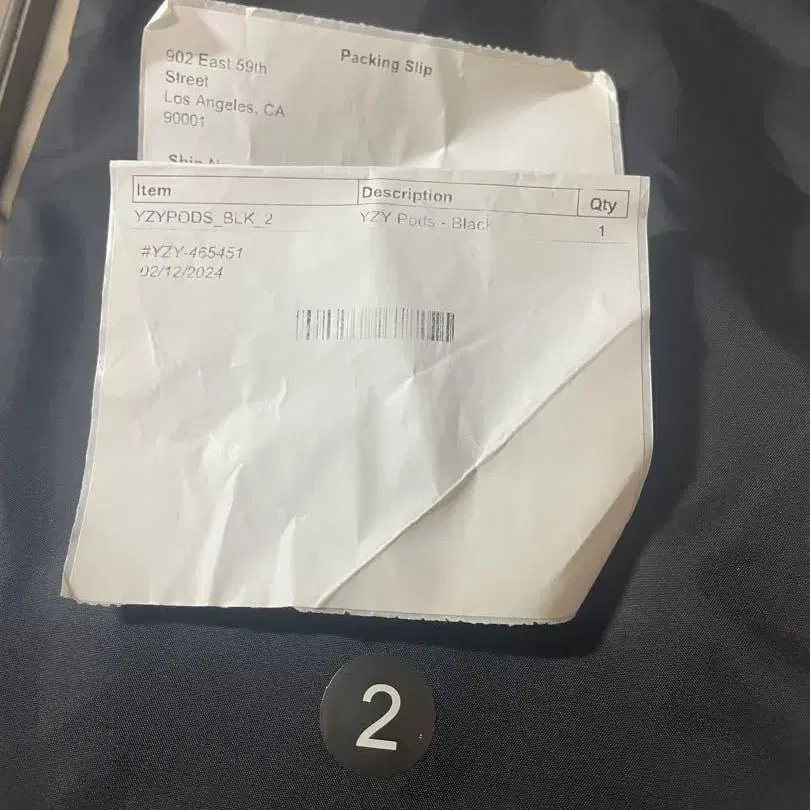 902 East 59th
Street
Los Angeles, CA
90001
Packing Slip
Ship
Item Description Qty
YZYPODS_BLK_2 YZY Pods - Black 1
#YZY-465451
02/12/2024
2